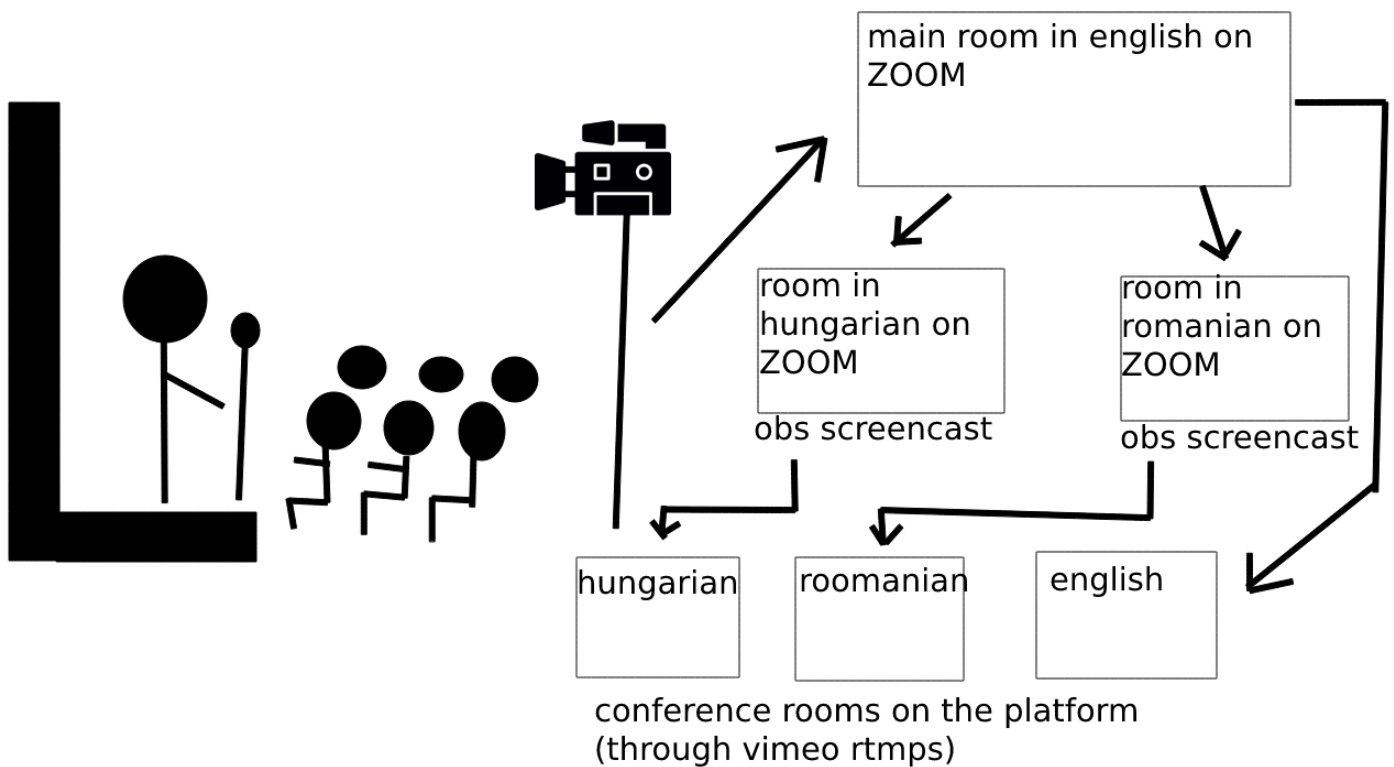 main room in english on
ZOOM
room in
hungarian on
ZOOM
room in
romanian on
ZOOM
obs screencast
obs screencast
hungarian
roomanian
english
conference rooms on the platform
(through vimeo rtmps)